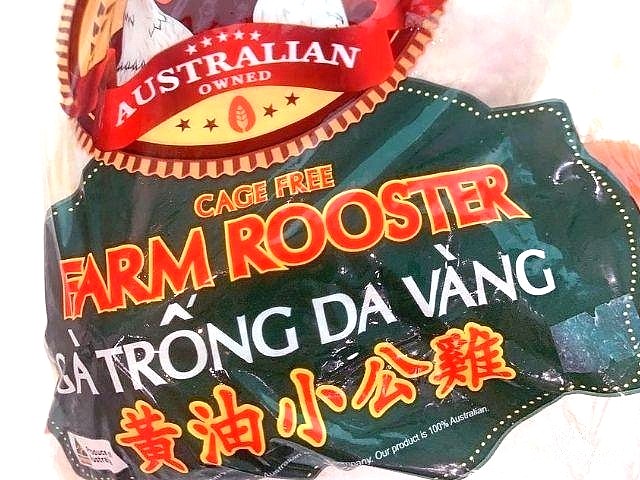 ★★★★★
AUSTRALIAN
OWNED
CAGE FREE
FARM ROOSTER
GÀ TRỐNG DA VÀNG
黃油小公雞
Our product is 100% Australian.